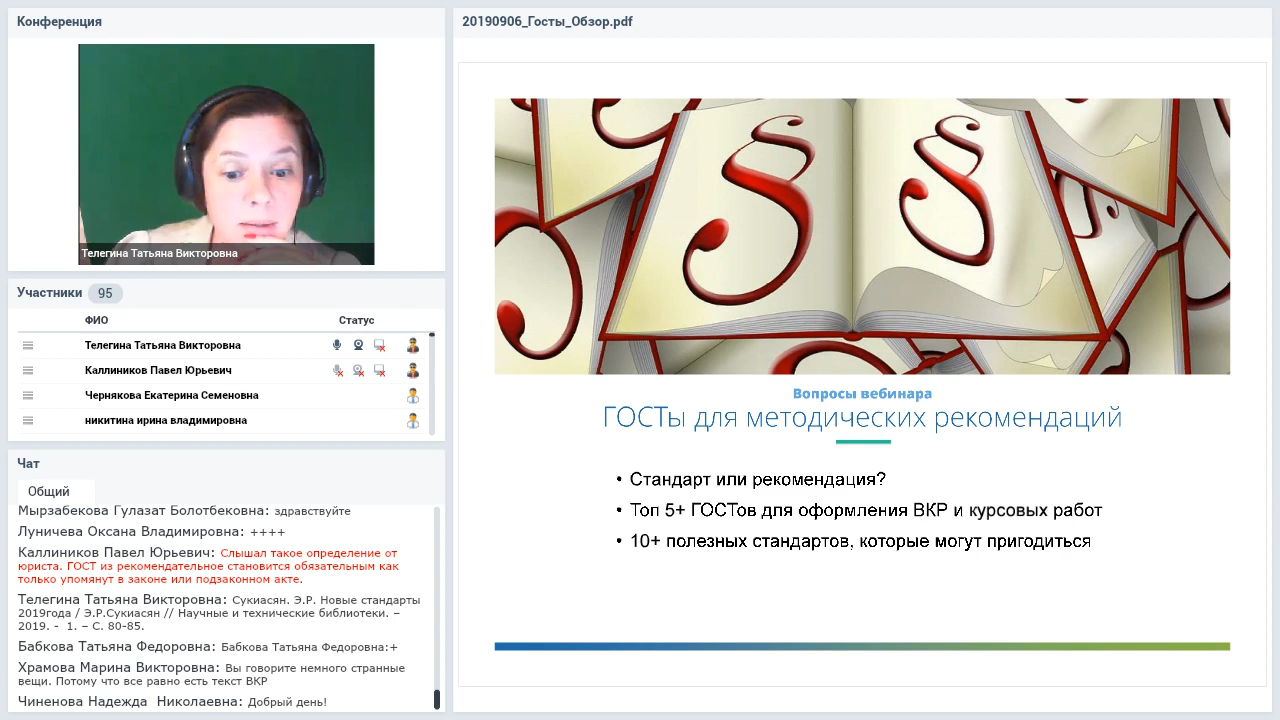 Конференция
Телегина Татьяна Викторовна
Участники 95
ФИО Статус
Телегина Татьяна Викторовна
Каллиников Павел Юрьевич
Чернякова Екатерина Семеновна
никитина ирина владимировна
Чат
Общий
Мырзабекова Гулазат Болотбековна: здравствуйте
Луничева Оксана Владимировна: ++++
Каллиников Павел Юрьевич: Слышал такое определение от
юриста. ГОСТ из рекомендательное становится обязательным как
только упомянут в законе или подзаконном акте.
Телегина Татьяна Викторовна: Сукиасян. Э.Р. Новые стандарты
2019года / Э.Р.Сукиасян // Научные и технические библиотеки. –
2019. - 1. – С. 80-85.
Бабкова Татьяна Федоровна: Бабкова Татьяна Федоровна:+
Храмова Марина Викторовна: Вы говорите немного странные
вещи. Потому что все равно есть текст ВКР
Чиненова Надежда Николаевна: Добрый день!
20190906_Госты_Обзор.pdf
§ §
Вопросы вебинара
ГОСТы для методических рекомендаций
• Стандарт или рекомендация?
• Топ 5+ ГОСТов для оформления ВКР и курсовых работ
• 10+ полезных стандартов, которые могут пригодиться